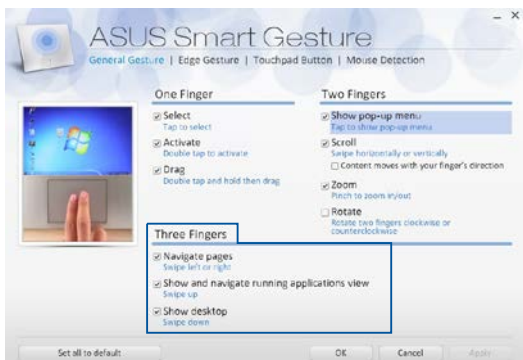 ASUS Smart Gesture
General Gesture | Edge Gesture | Touchpad Button | Mouse Detection
One Finger
Select
Tap to select
Activate
Double tap to activate
Drag
Double tap and hold then drag
Two Fingers
Show pop-up menu
Tap to show pop-up menu
Scroll
Swipe horizontally or vertically
Content moves with your finger's direction
Zoom
Pinch to zoom in/out
Rotate
Rotate two fingers clockwise or
counterclockwise
Three Fingers
Navigate pages
Swipe left or right
Show and navigate running applications view
Swipe up
Show desktop
Swipe down
Set all to default
OK
Cancel
Apply